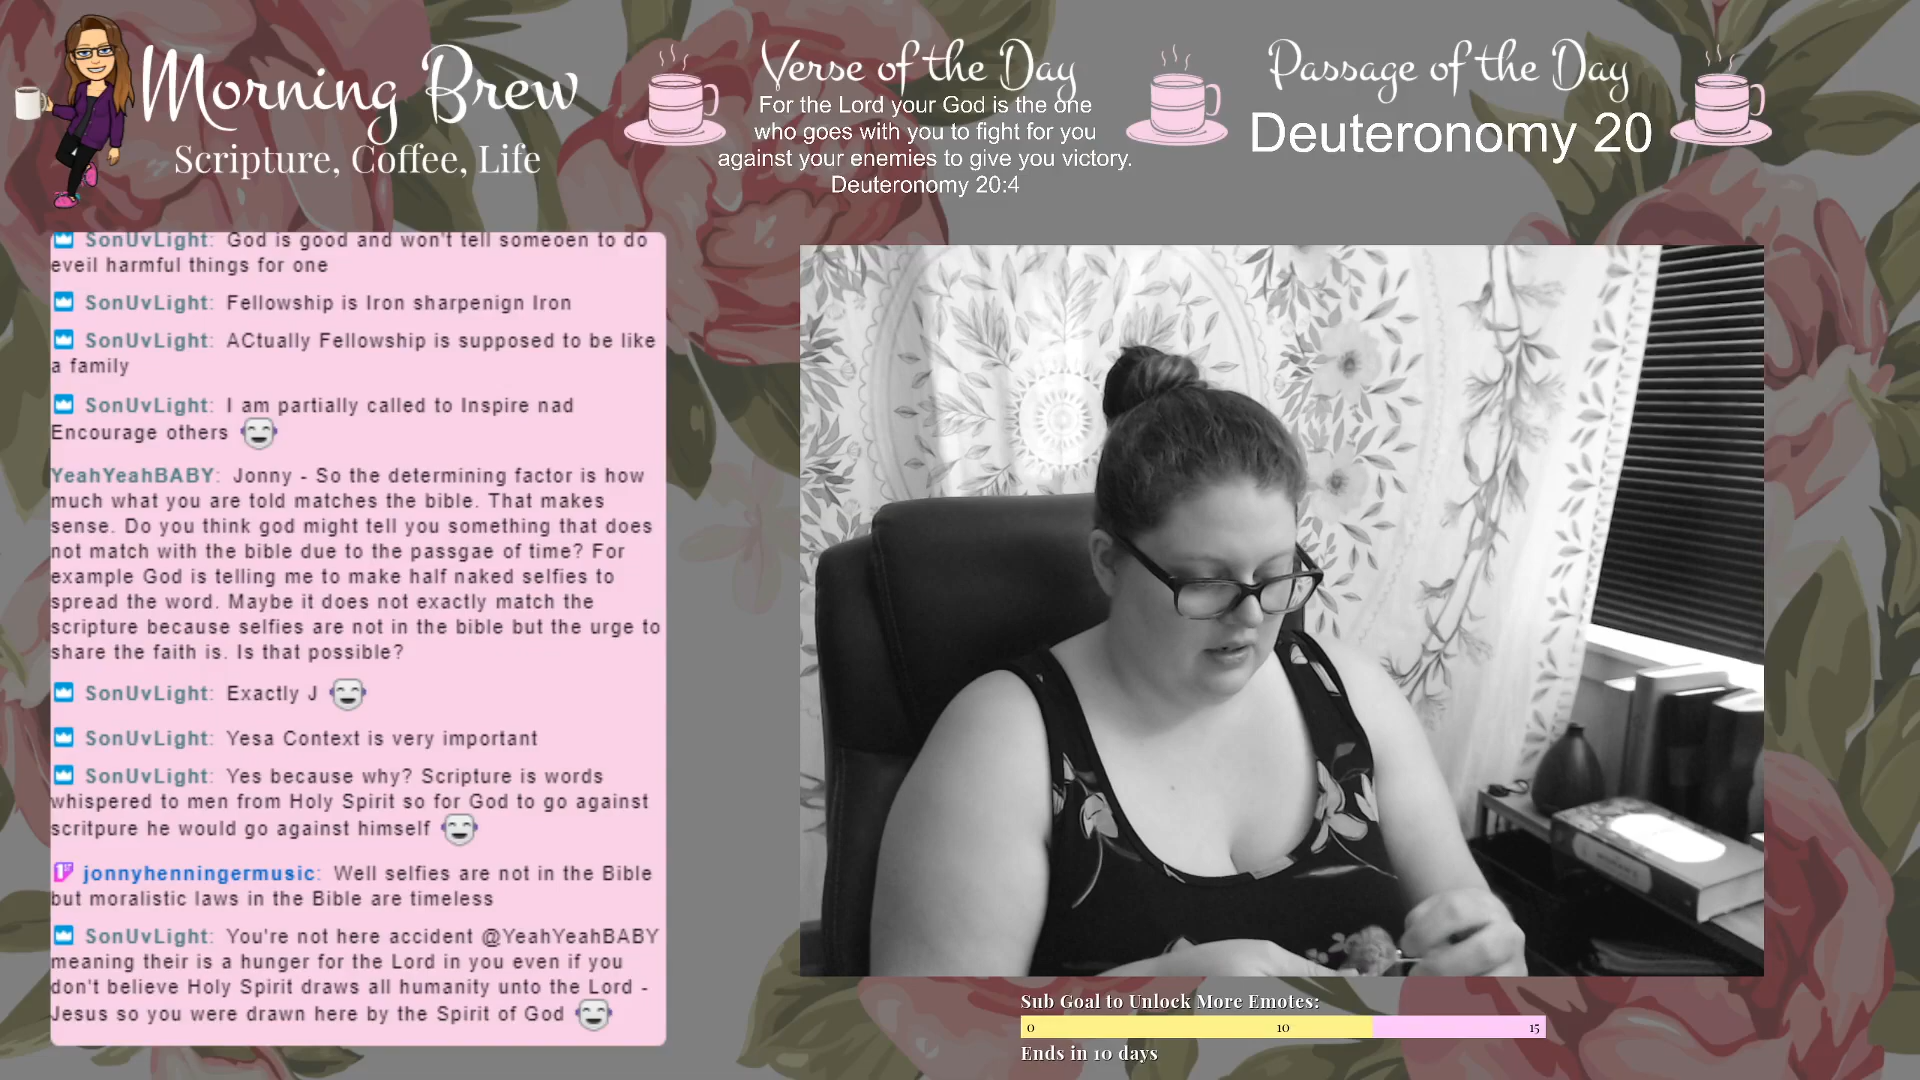 Morning Brew
Scripture, Coffee, Life
Verse of the Day
For the Lord your God is the one
who goes with you to fight for you
against your enemies to give you victory.
Deuteronomy 20:4
Passage of the Day
Deuteronomy 20
SonUvLight: God is good and won't tell someoen to do
eveil harmful things for one
SonUvLight: Fellowship is Iron sharpenign Iron
SonUvLight: ACtually Fellowship is supposed to be like
a family
SonUvLight: I am partially called to Inspire nad
Encourage others
YeahYeahBABY: Jonny - So the determining factor is how
much what you are told matches the bible. That makes
sense. Do you think god might tell you something that does
not match with the bible due to the passgae of time? For
example God is telling me to make half naked selfies to
spread the word. Maybe it does not exactly match the
scripture because selfies are not in the bible but the urge to
share the faith is. Is that possible?
SonUvLight: Exactly J
SonUvLight: Yesa Context is very important
SonUvLight: Yes because why? Scripture is words
whispered to men from Holy Spirit so for God to go against
scritpure he would go against himself
jonnyhenningermusic: Well selfies are not in the Bible
but moralistic laws in the Bible are timeless
SonUvLight: You're not here accident @YeahYeahBABY
meaning their is a hunger for the Lord in you even if you
don't believe Holy Spirit draws all humanity unto the Lord -
Jesus so you were drawn here by the Spirit of God
Sub Goal to Unlock More Emotes:
0 10 15
Ends in 10 days